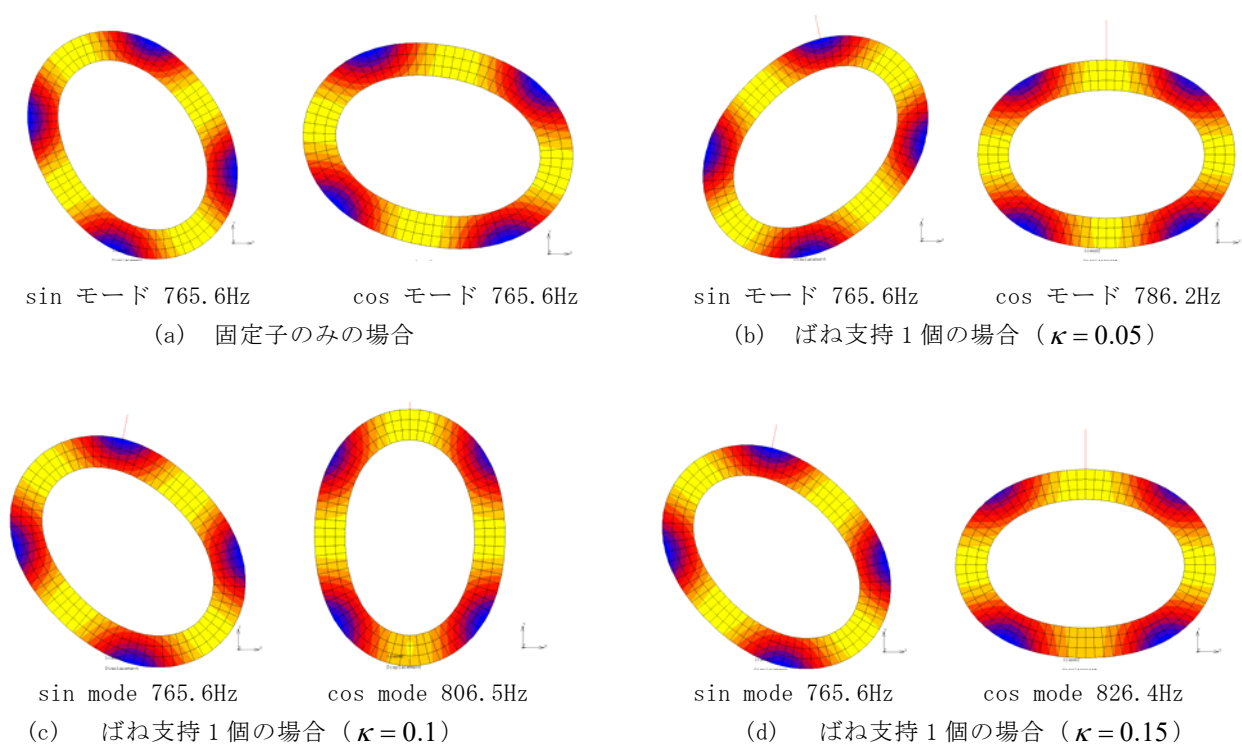 sin モード 765.6Hz cos モード 765.6Hz
(a) 固定子のみの場合
sin モード 765.6Hz cos モード 786.2Hz
(b) ばね支持1個の場合（κ = 0.05）
sin mode 765.6Hz cos mode 806.5Hz
(c) ばね支持1個の場合（κ = 0.1）
sin mode 765.6Hz cos mode 826.4Hz
(d) ばね支持1個の場合（κ = 0.15）